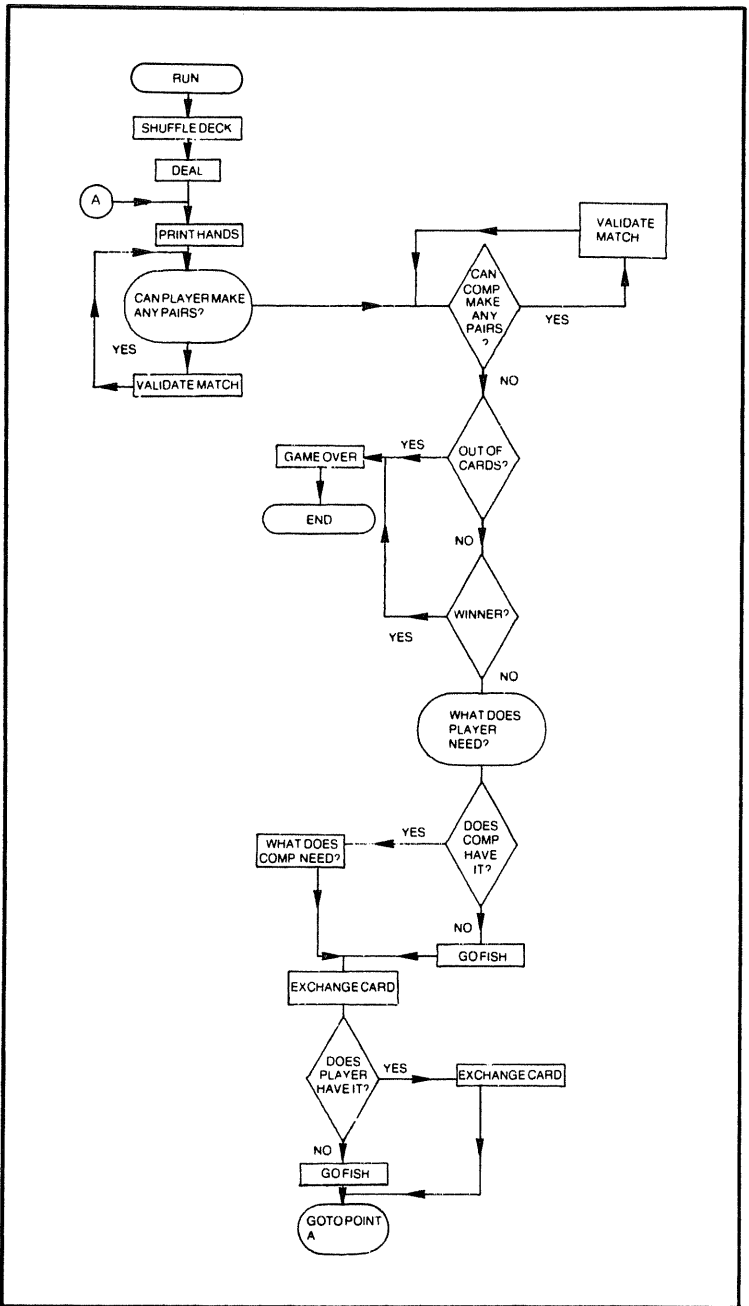 RUN
SHUFFLE DECK
DEAL
A
PRINT HANDS
CAN PLAYER MAKE
ANY PAIRS?
YES
VALIDATE MATCH
VALIDATE
MATCH
CAN
COMP
MAKE
ANY
PAIRS
?
YES
NO
OUT OF
CARDS?
YES
GAME OVER
END
NO
WINNER?
YES
NO
WHAT DOES
PLAYER
NEED?
DOES
COMP
HAVE
IT?
YES
WHAT DOES
COMP NEED?
NO
GO FISH
EXCHANGE CARD
DOES
PLAYER
HAVE IT?
YES
EXCHANGE CARD
NO
GO FISH
GOTO POINT
A